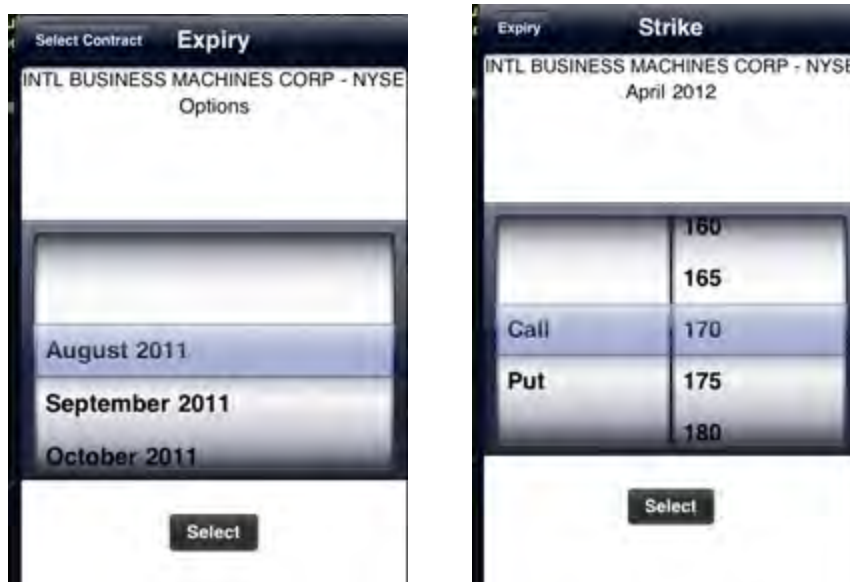 Select Contract Expiry
INTL BUSINESS MACHINES CORP - NYSE
Options
August 2011
September 2011
October 2011
Select
Expiry Strike
INTL BUSINESS MACHINES CORP - NYSE
April 2012
160
165
Call 170
Put 175
180
Select